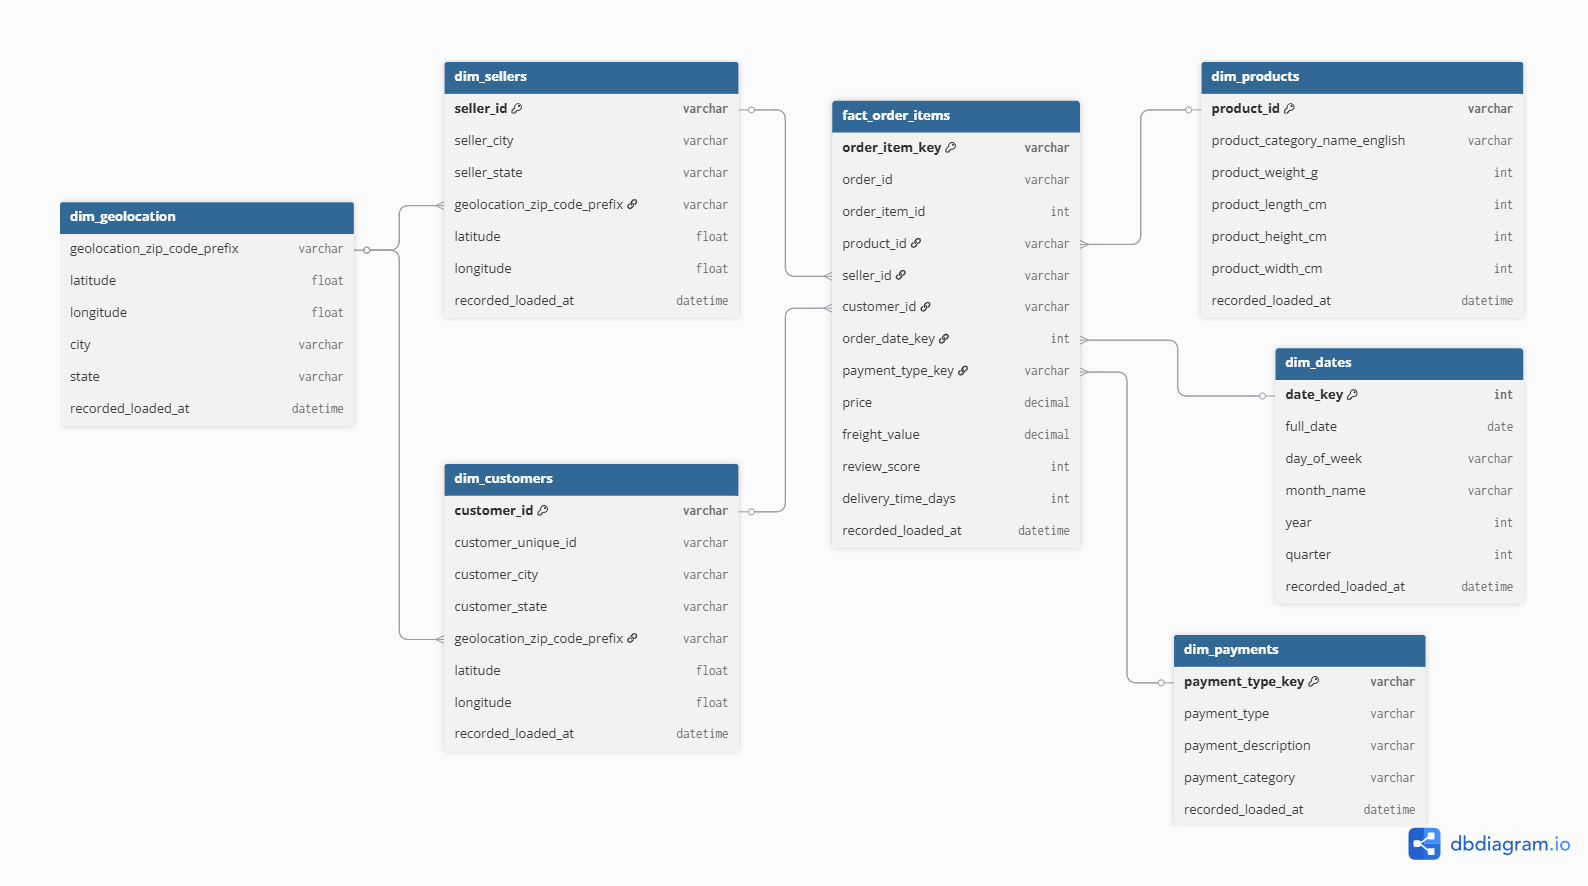 dim_geolocation
geolocation_zip_code_prefix varchar
latitude float
longitude float
city varchar
state varchar
recorded_loaded_at datetime
dim_sellers
seller_id varchar
seller_city varchar
seller_state varchar
geolocation_zip_code_prefix varchar
latitude float
longitude float
recorded_loaded_at datetime
dim_customers
customer_id varchar
customer_unique_id varchar
customer_city varchar
customer_state varchar
geolocation_zip_code_prefix varchar
latitude float
longitude float
recorded_loaded_at datetime
fact_order_items
order_item_key varchar
order_id varchar
order_item_id int
product_id varchar
seller_id varchar
customer_id varchar
order_date_key int
payment_type_key varchar
price decimal
freight_value decimal
review_score int
delivery_time_days int
recorded_loaded_at datetime
dim_products
product_id varchar
product_category_name_english varchar
product_weight_g int
product_length_cm int
product_height_cm int
product_width_cm int
recorded_loaded_at datetime
dim_dates
date_key int
full_date date
day_of_week varchar
month_name varchar
year int
quarter int
recorded_loaded_at datetime
dim_payments
payment_type_key varchar
payment_type varchar
payment_description varchar
payment_category varchar
recorded_loaded_at datetime
dbdiagram.io